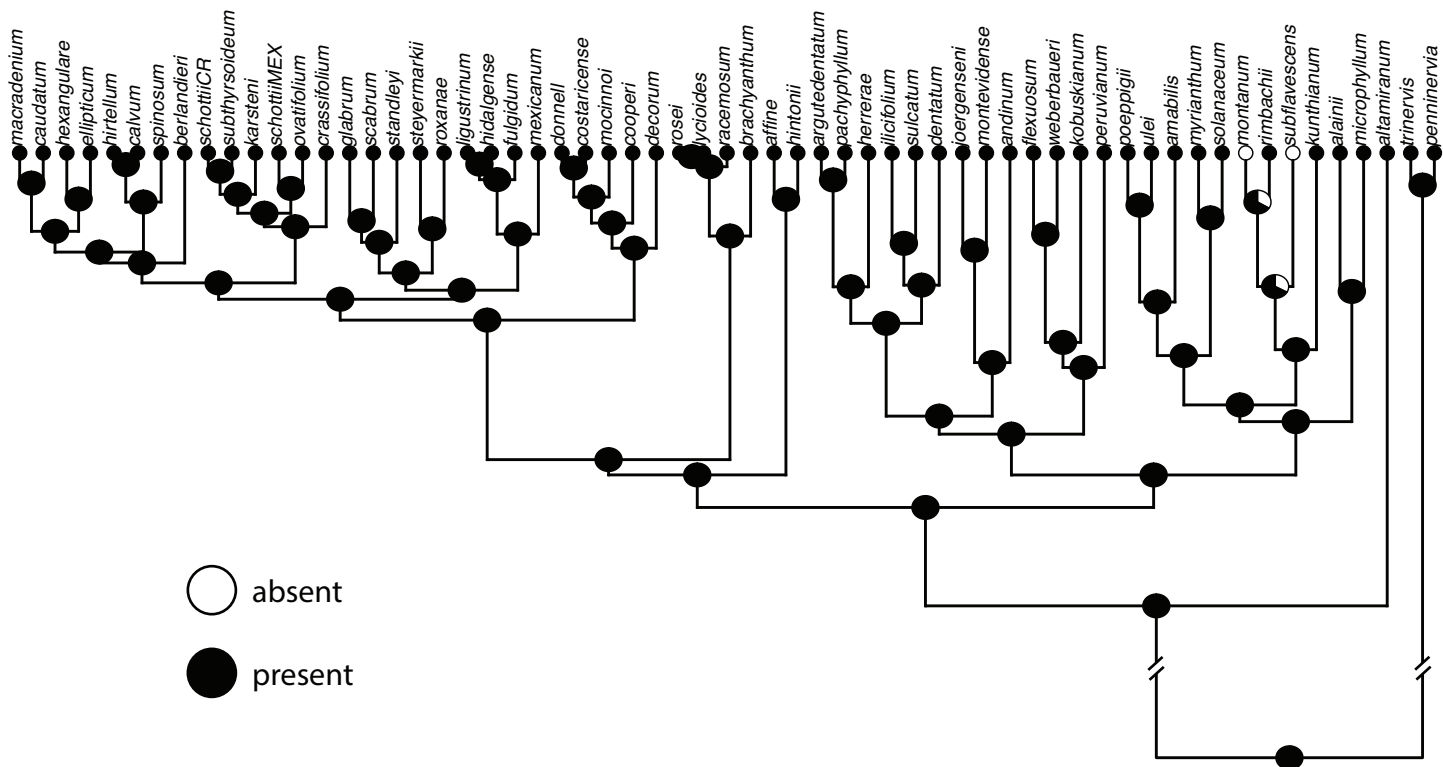 macradenium
caudatum
hexangulare
ellipticum
hirtellum
calvum
spinosum
berlandieri
schottiiCR
subthyrsoideum
karsteni
schottiiMEX
ovatifolium
crassifolium
glabrum
scabrum
standleyi
steyermarkii
roxanae
ligustrinum
hidalgense
fulgidum
mexicanum
donnell
costaricense
mocinnoi
cooperi
decorum
rosei
lycioides
racemosum
brachyanthum
affine
hintonii
argutedentatum
pachyphyllum
herrerae
ilicifolium
sulcatum
dentatum
joergenseni
montevidense
andinum
flexuosum
weberbaueri
kobuskianum
peruvianum
poeppigii
ulei
amabilis
myrianthum
solanaceum
montanum
rimbachii
subflavescens
kunthianum
alainii
microphyllum
altamiranum
trinervis
penninervia
absent
present